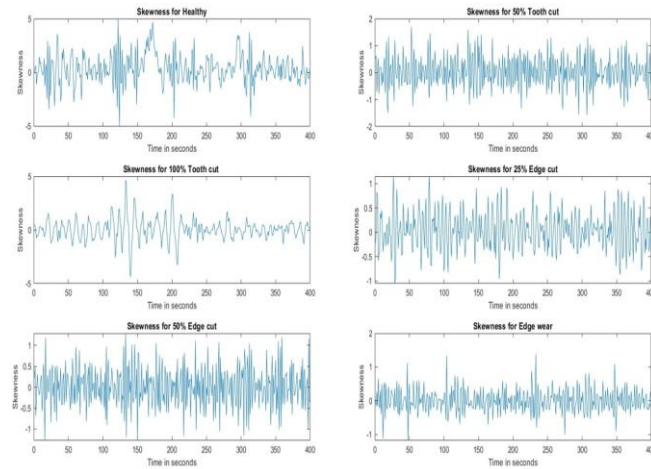 Skewness for Healthy
5
0
-5
Skewness
0 50 100 150 200 250 300 350 400
Time in seconds
Skewness for 50% Tooth cut
2
1
0
-1
-2
Skewness
0 50 100 150 200 250 300 350 400
Time in seconds
Skewness for 100% Tooth cut
5
0
-5
Skewness
0 50 100 150 200 250 300 350 400
Time in seconds
Skewness for 25% Edge cut
1
0.5
0
-0.5
-1
Skewness
0 50 100 150 200 250 300 350 400
Time in seconds
Skewness for 50% Edge cut
1
0.5
0
-0.5
-1
Skewness
0 50 100 150 200 250 300 350 400
Time in seconds
Skewness for Edge wear
2
1
0
-1
Skewness
0 50 100 150 200 250 300 350 400
Time in seconds